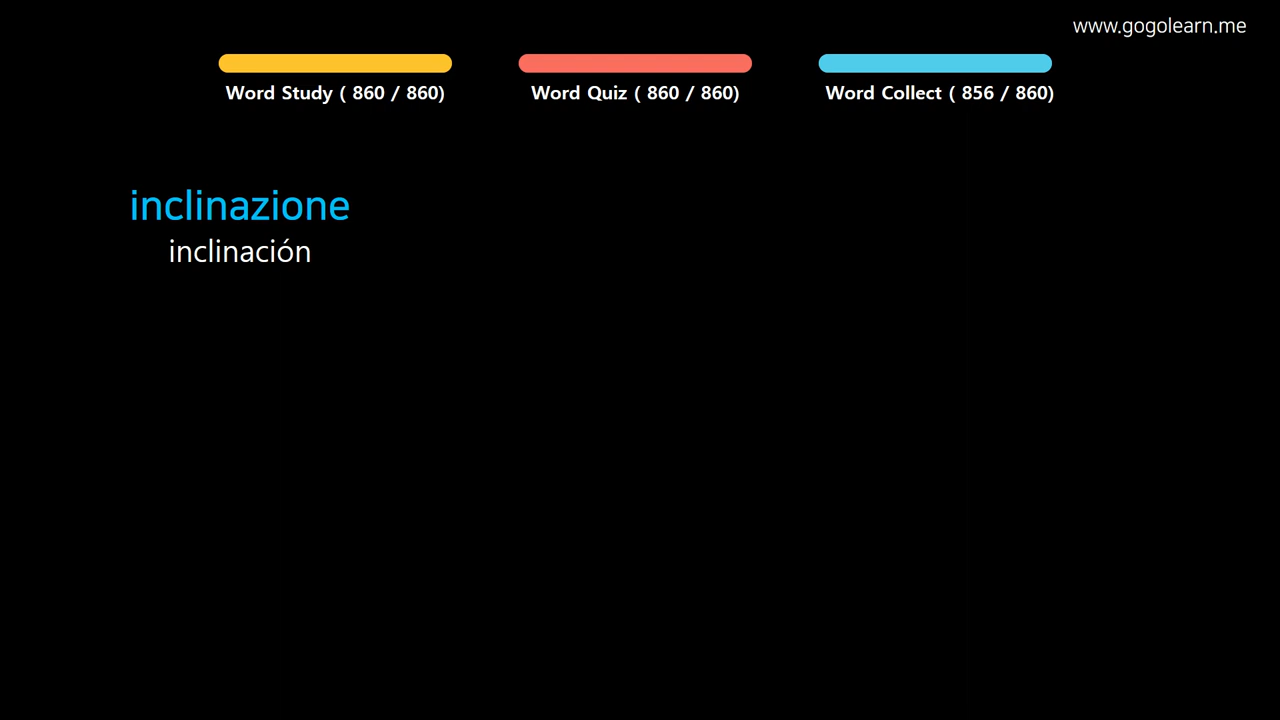 www.gogolearn.me
Word Study ( 860 / 860)
Word Quiz ( 860 / 860)
Word Collect ( 856 / 860)
inclinazione
inclinación